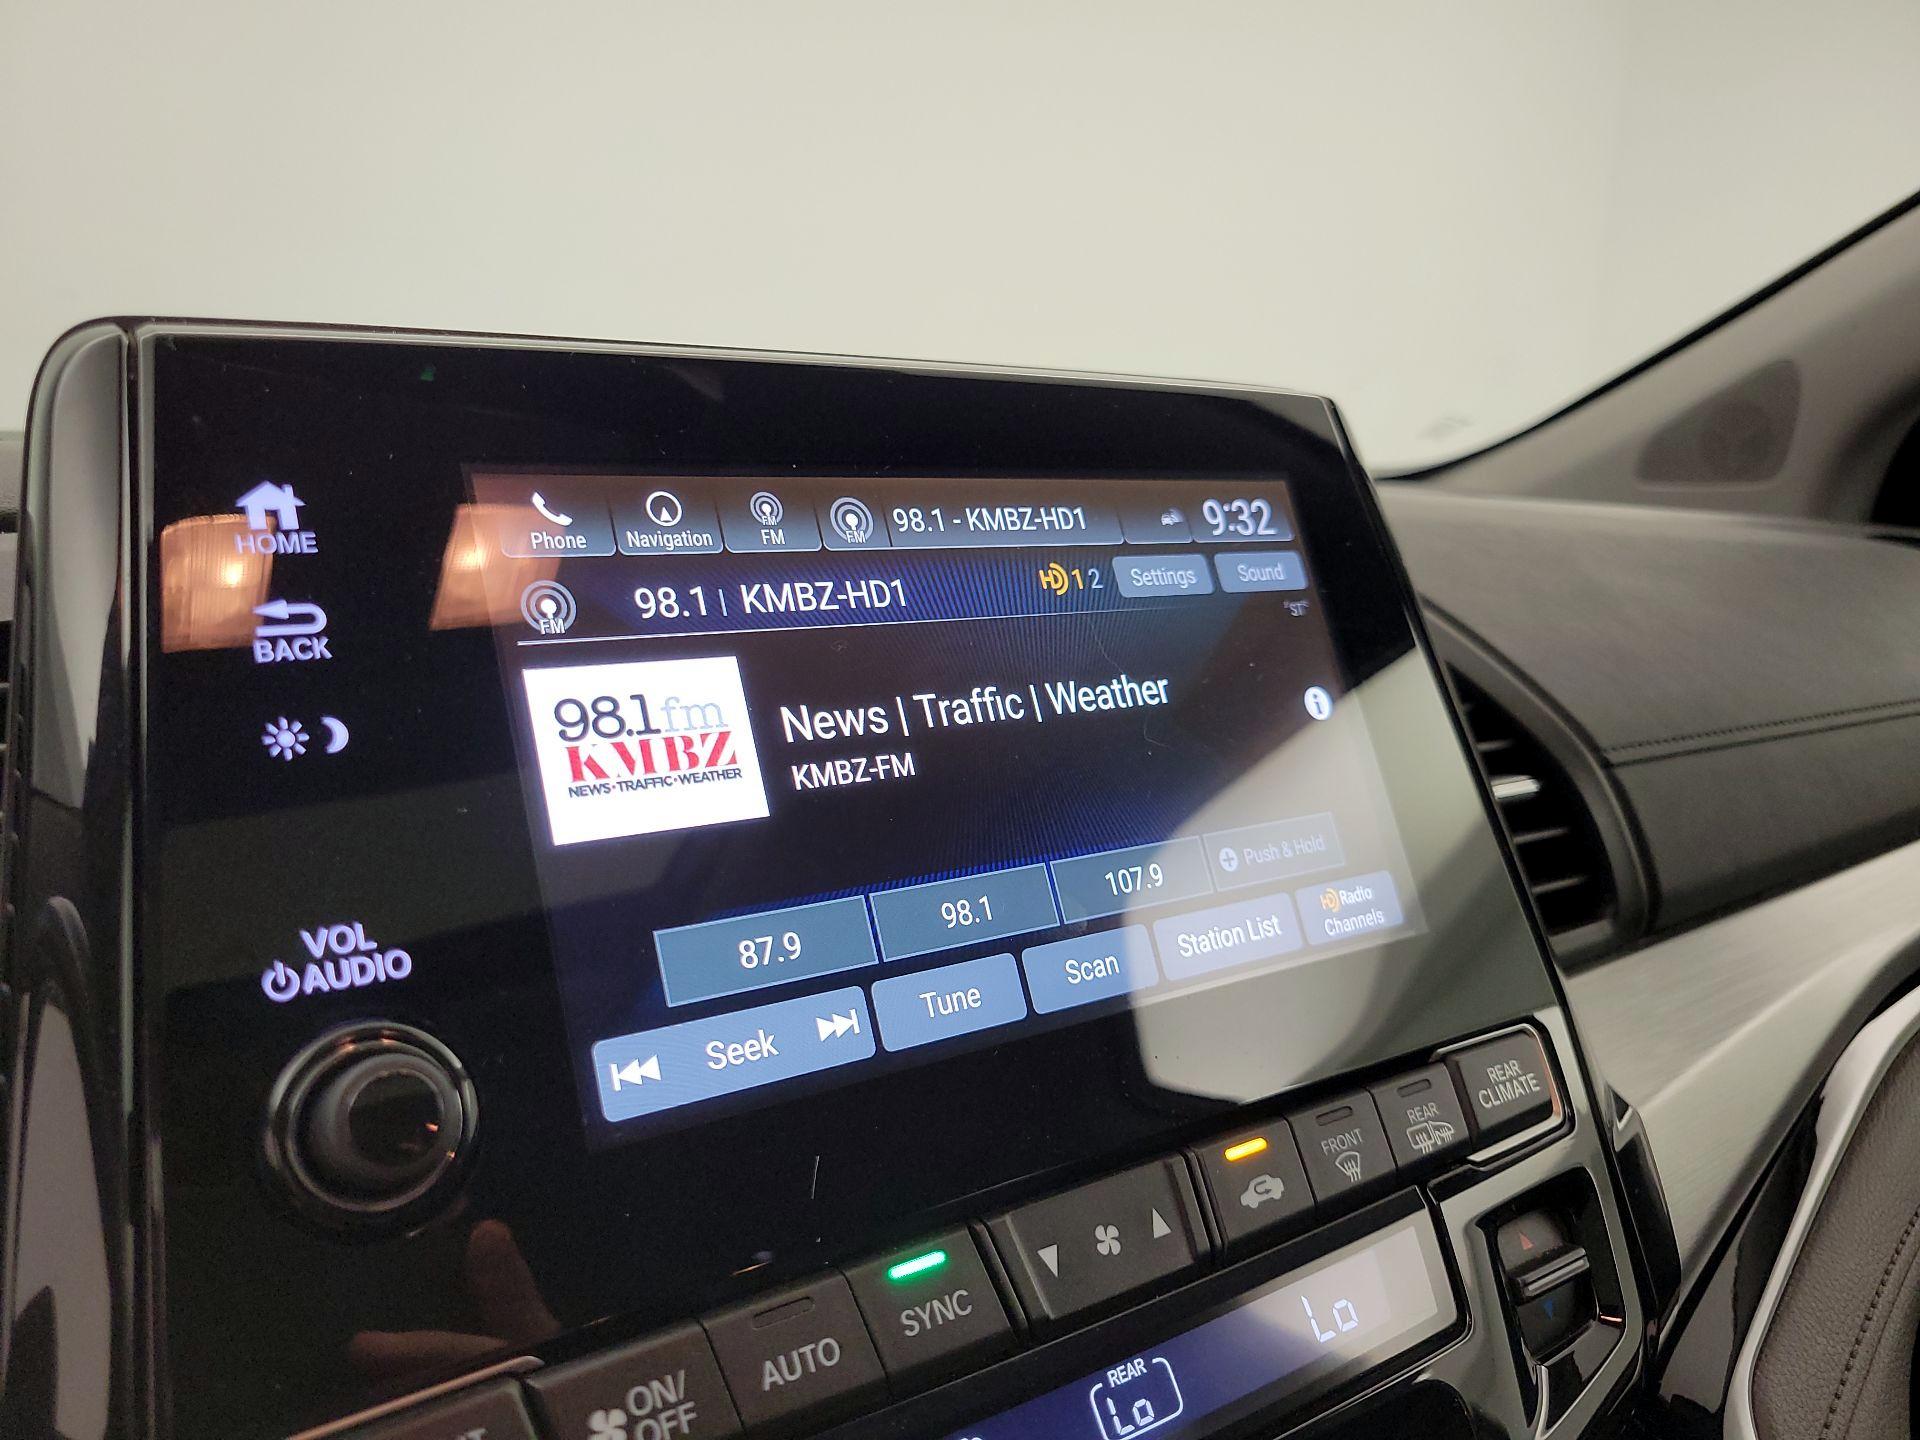 HOME
BACK
VOL
AUDIO
Phone
Navigation
FM
FM
FM
98.1 - KMBZ-HD1
9:32
FM
98.1 | KMBZ-HD1
HD 1 2
Settings
Sound
"ST"
98.1fm
KMBZ
NEWS•TRAFFIC•WEATHER
News | Traffic | Weather
KMBZ-FM
i
87.9
98.1
107.9
Push & Hold
Seek
Tune
Scan
Station List
HD Radio
Channels
ON/
OFF
AUTO
SYNC
FRONT
REAR
REAR
CLIMATE
Lo
REAR
Lo